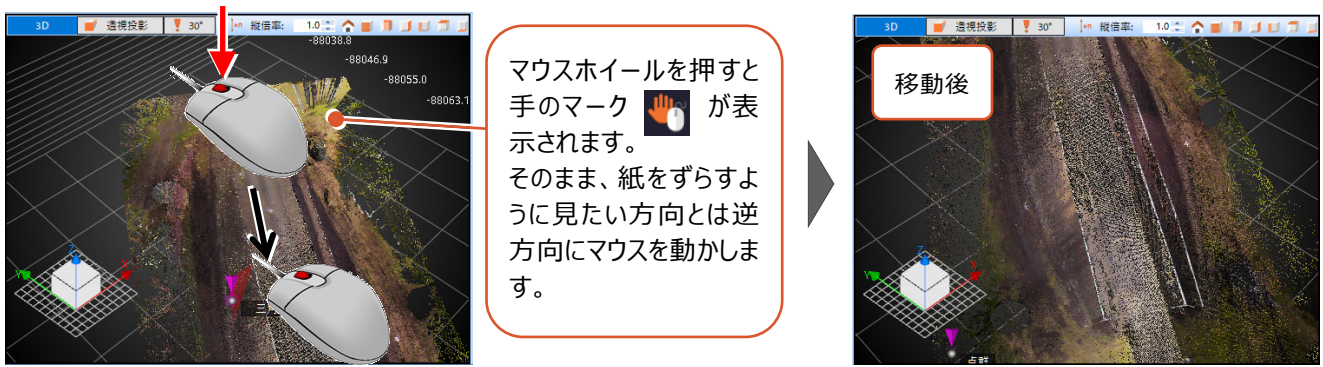 3D 透視投影 30° 縦倍率: 1.0
-88038.8
-88046.9
-88055.0
-88063.1
Z
Y
X
マウスホイールを押すと
手のマーク が表
示されます。
そのまま、紙をずらすよ
うに見たい方向とは逆
方向にマウスを動かしま
す。
3D 透視投影 30° 縦倍率: 1.0
移動後
Z
Y
X
点群